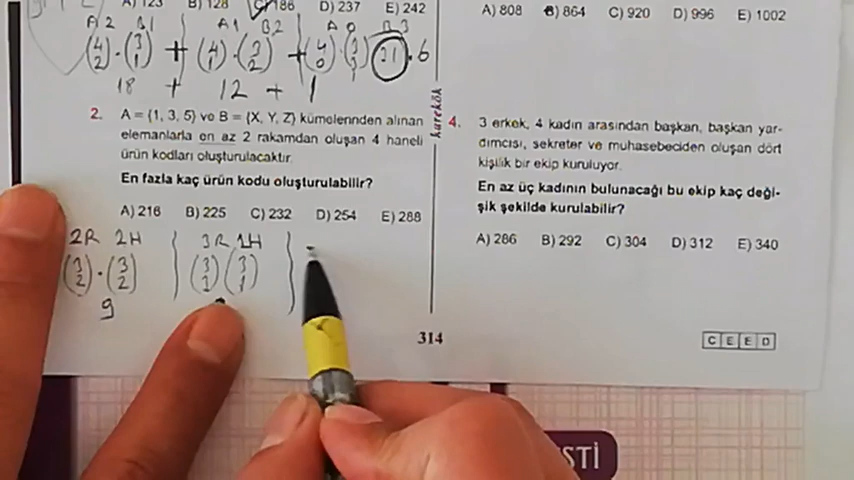 A) 123 B) 128 C) 186 D) 237 E) 242
A2 B1 A1 B2 A0 B3
(4 2)·(3 1) + (4 1)·(3 2) + (4 0)(3 3) 31·6
18 + 12 + 1
2. A = {1, 3, 5} ve B = {X, Y, Z} kümelerinden alınan
elemanlarla en az 2 rakamdan oluşan 4 haneli
ürün kodları oluşturulacaktır.
En fazla kaç ürün kodu oluşturulabilir?
A) 216 B) 225 C) 232 D) 254 E) 288
2R 2H 3R 1H
(3 2)·(3 2) (3 3)(3 1)
9
karekök
A) 808 B) 864 C) 920 D) 996 E) 1002
4. 3 erkek, 4 kadın arasından başkan, başkan yar-
dımcısı, sekreter ve muhasebeciden oluşan dört
kişilik bir ekip kuruluyor.
En az üç kadının bulunacağı bu ekip kaç deği-
şik şekilde kurulabilir?
A) 286 B) 292 C) 304 D) 312 E) 340
314
C E E D
STİ